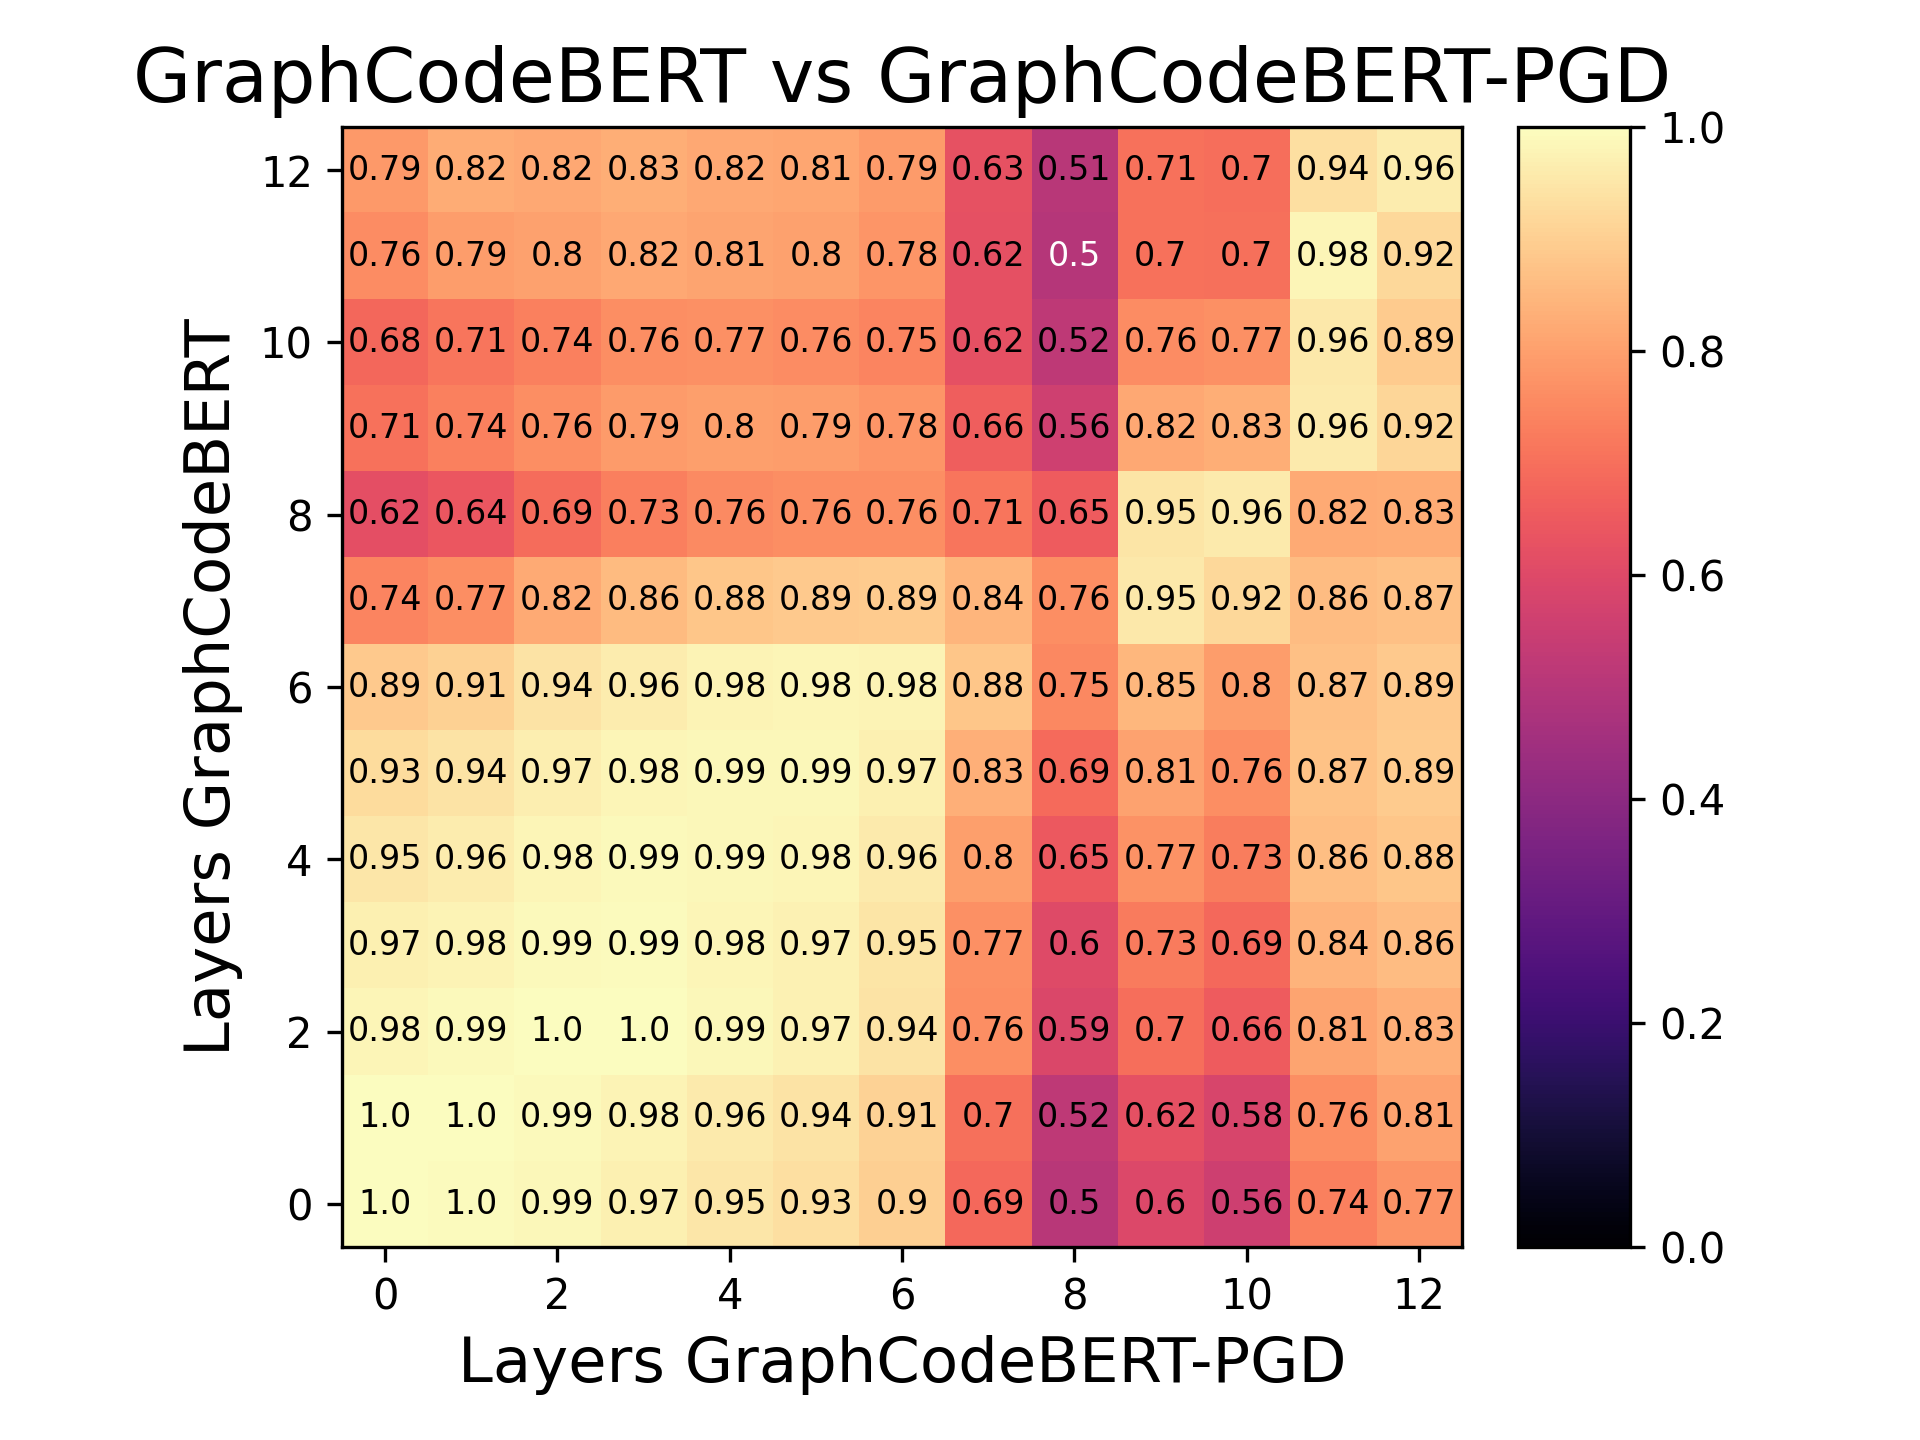 GraphCodeBERT vs GraphCodeBERT-PGD
12 0.79 0.82 0.82 0.83 0.82 0.81 0.79 0.63 0.51 0.71 0.7 0.94 0.96 1.0
0.76 0.79 0.8 0.82 0.81 0.8 0.78 0.62 0.5 0.7 0.7 0.98 0.92
10 0.68 0.71 0.74 0.76 0.77 0.76 0.75 0.62 0.52 0.76 0.77 0.96 0.89 0.8
0.71 0.74 0.76 0.79 0.8 0.79 0.78 0.66 0.56 0.82 0.83 0.96 0.92
8 0.62 0.64 0.69 0.73 0.76 0.76 0.76 0.71 0.65 0.95 0.96 0.82 0.83
0.74 0.77 0.82 0.86 0.88 0.89 0.89 0.84 0.76 0.95 0.92 0.86 0.87 0.6
6 0.89 0.91 0.94 0.96 0.98 0.98 0.98 0.88 0.75 0.85 0.8 0.87 0.89
0.93 0.94 0.97 0.98 0.99 0.99 0.97 0.83 0.69 0.81 0.76 0.87 0.89 0.4
4 0.95 0.96 0.98 0.99 0.99 0.98 0.96 0.8 0.65 0.77 0.73 0.86 0.88
0.97 0.98 0.99 0.99 0.98 0.97 0.95 0.77 0.6 0.73 0.69 0.84 0.86
2 0.98 0.99 1.0 1.0 0.99 0.97 0.94 0.76 0.59 0.7 0.66 0.81 0.83 0.2
1.0 1.0 0.99 0.98 0.96 0.94 0.91 0.7 0.52 0.62 0.58 0.76 0.81
0 1.0 1.0 0.99 0.97 0.95 0.93 0.9 0.69 0.5 0.6 0.56 0.74 0.77 0.0
0 2 4 6 8 10 12
Layers GraphCodeBERT-PGD
Layers GraphCodeBERT